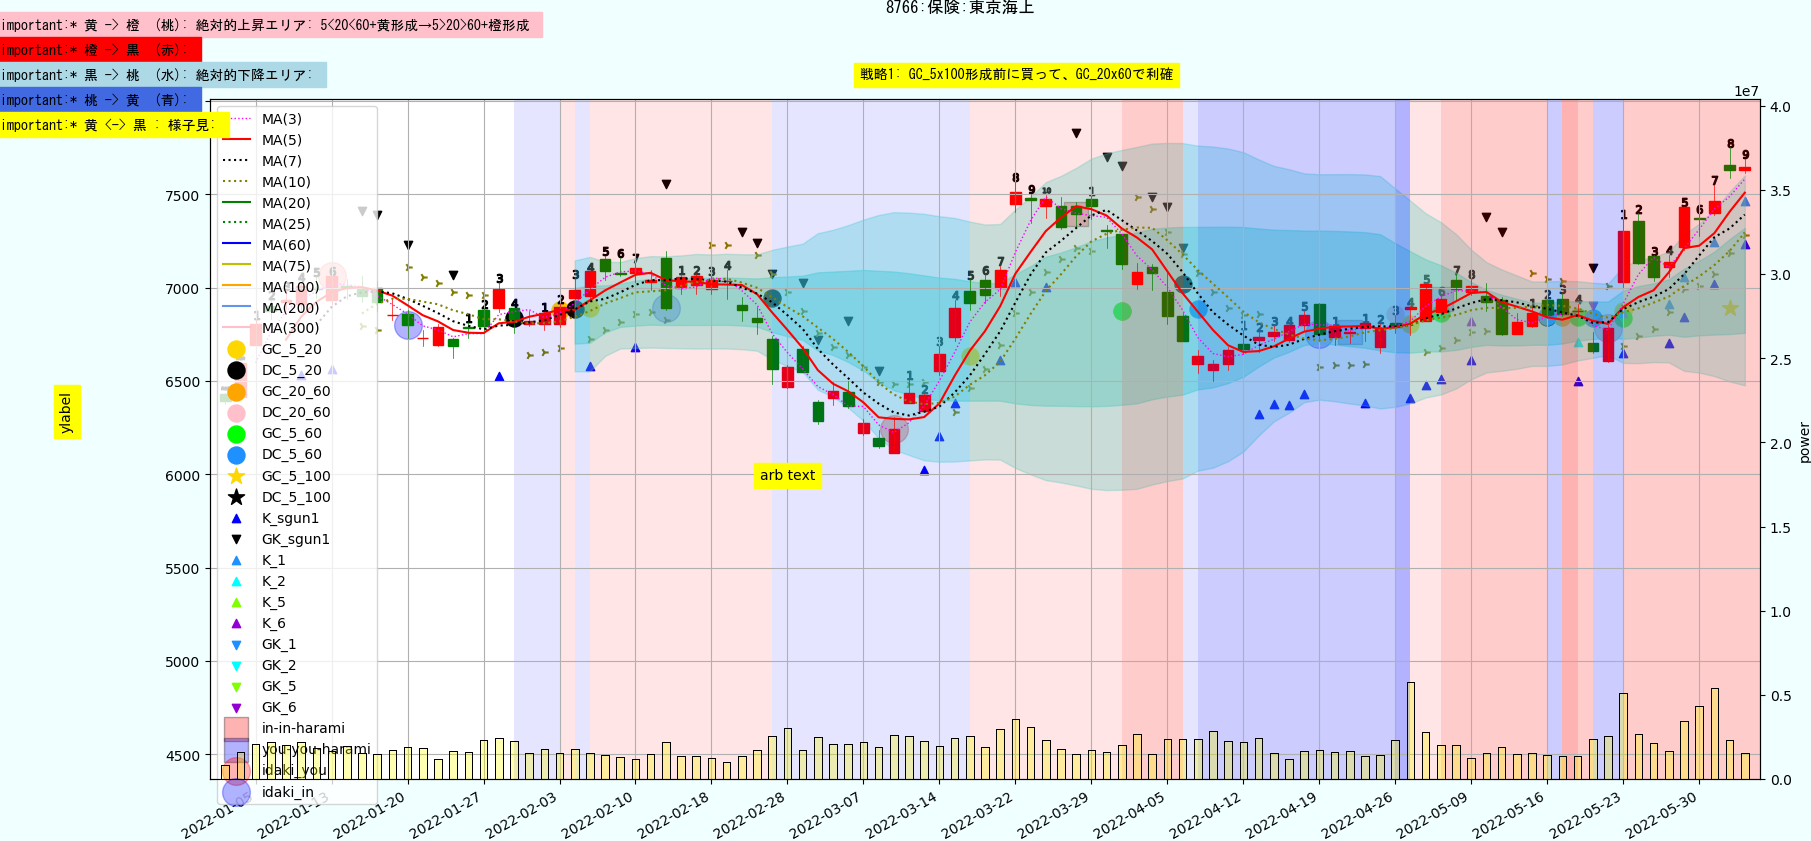 8766:保険:東京海上
important:* 黄 -> 橙 (桃): 絶対的上昇エリア: 5<20<60+黄形成→5>20>60+橙形成
important:* 橙 -> 黒 (赤):
important:* 黒 -> 桃 (水): 絶対的下降エリア:
戦略1: GC_5x100形成前に買って、GC_20x60で利確
important:* 桃 -> 黄 (青):
important:* 黄 <-> 黒 : 様子見:
1e7
MA(3)
MA(5)
MA(7)
MA(10)
MA(20)
MA(25)
MA(60)
MA(75)
MA(100)
MA(200)
MA(300)
GC_5_20
DC_5_20
GC_20_60
DC_20_60
GC_5_60
DC_5_60
GC_5_100
DC_5_100
K_sgun1
GK_sgun1
K_1
K_2
K_5
K_6
GK_1
GK_2
GK_5
GK_6
in-in-harami
you-you-harami
idaki_you
idaki_in
7500
7000
6500
6000
5500
5000
4500
ylabel
arb text
4.0
3.5
3.0
2.5
2.0
1.5
1.0
0.5
0.0
power
2022-01-05
2022-01-13
2022-01-20
2022-01-27
2022-02-03
2022-02-10
2022-02-18
2022-02-28
2022-03-07
2022-03-14
2022-03-22
2022-03-29
2022-04-05
2022-04-12
2022-04-19
2022-04-26
2022-05-09
2022-05-16
2022-05-23
2022-05-30